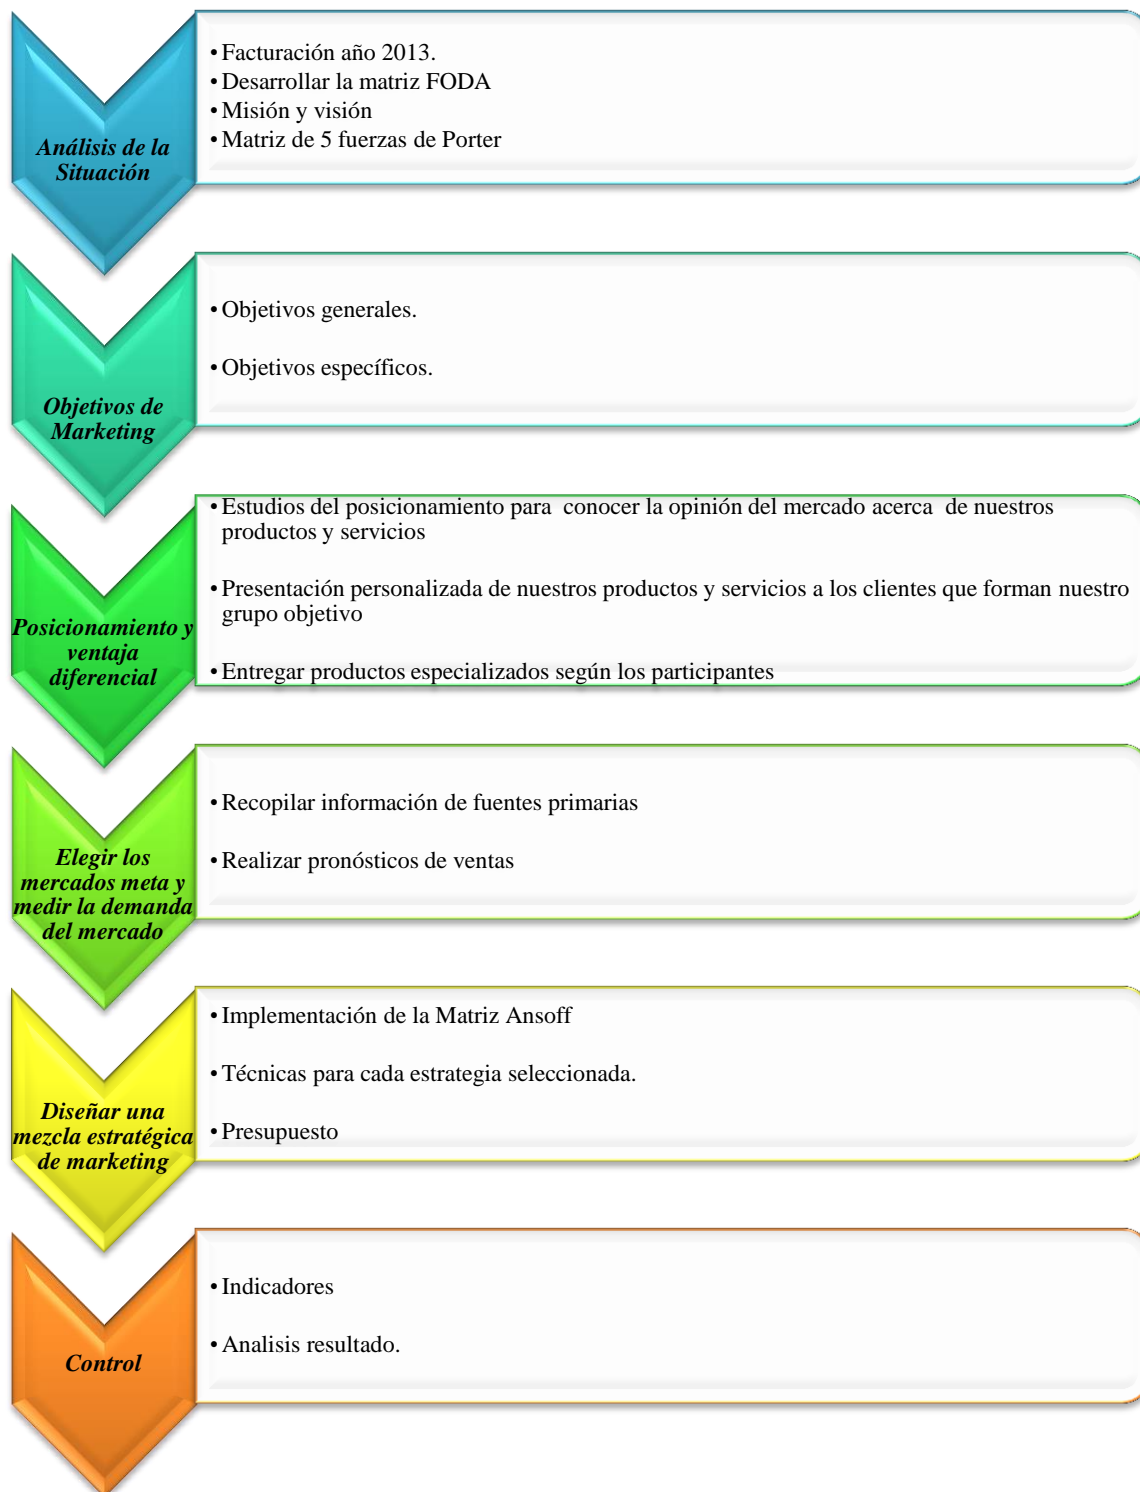 Análisis de la
Situación
• Facturación año 2013.
• Desarrollar la matriz FODA
• Misión y visión
• Matriz de 5 fuerzas de Porter
Objetivos de
Marketing
• Objetivos generales.
• Objetivos específicos.
Posicionamiento y
ventaja
diferencial
• Estudios del posicionamiento para conocer la opinión del mercado acerca de nuestros
productos y servicios
• Presentación personalizada de nuestros productos y servicios a los clientes que forman nuestro
grupo objetivo
• Entregar productos especializados según los participantes
Elegir los
mercados meta y
medir la demanda
del mercado
• Recopilar información de fuentes primarias
• Realizar pronósticos de ventas
Diseñar una
mezcla estratégica
de marketing
• Implementación de la Matriz Ansoff
• Técnicas para cada estrategia seleccionada.
• Presupuesto
Control
• Indicadores
• Analisis resultado.